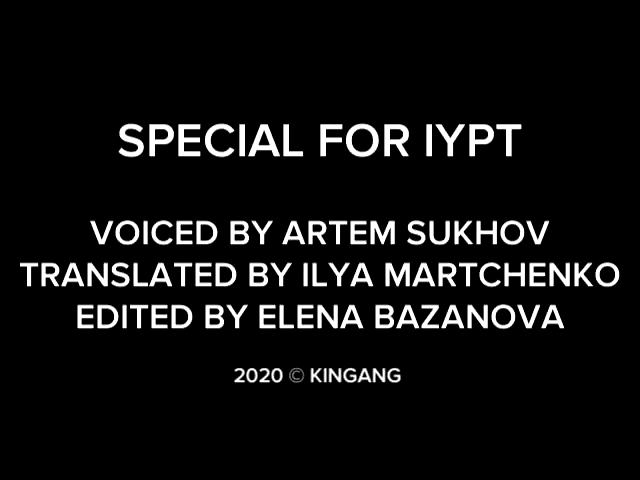 SPECIAL FOR IYPT
VOICED BY ARTEM SUKHOV
TRANSLATED BY ILYA MARTCHENKO
EDITED BY ELENA BAZANOVA
2020 © KINGANG